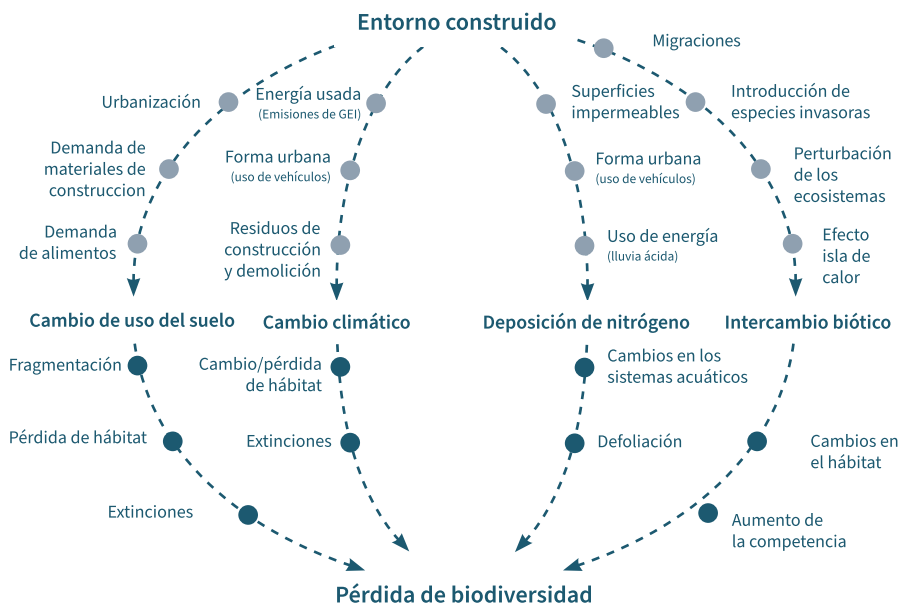 Entorno construido
Urbanización
Demanda de
materiales de
construccion
Demanda
de alimentos
Energía usada
(Emisiones de GEI)
Forma urbana
(uso de vehículos)
Residuos de
construcción
y demolición
Superficies
impermeables
Forma urbana
(uso de vehículos)
Uso de energía
(lluvia ácida)
Migraciones
Introducción de
especies invasoras
Perturbación
de los
ecosistemas
Efecto
isla de
calor
Cambio de uso del suelo
Cambio climático
Deposición de nitrógeno
Intercambio biótico
Fragmentación
Pérdida de hábitat
Extinciones
Cambio/pérdida
de hábitat
Extinciones
Cambios en los
sistemas acuáticos
Defoliación
Cambios en
el hábitat
Aumento de
la competencia
Pérdida de biodiversidad